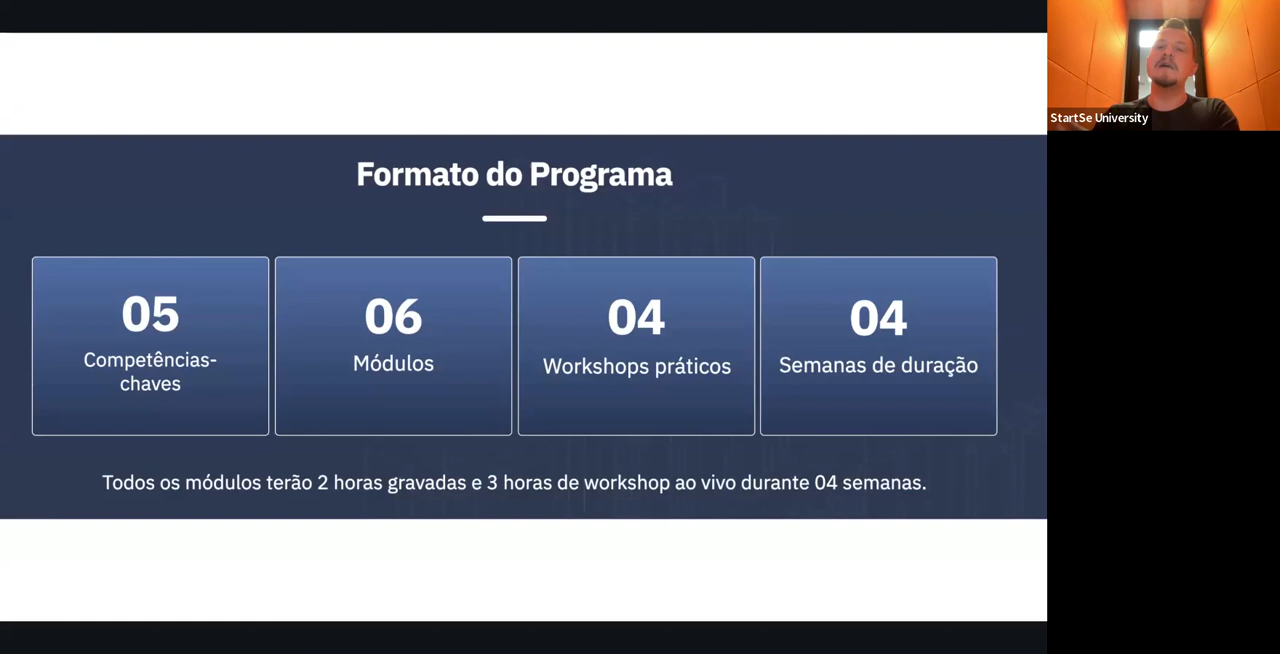 Formato do Programa
05
Competências-
chaves
06
Módulos
04
Workshops práticos
04
Semanas de duração
Todos os módulos terão 2 horas gravadas e 3 horas de workshop ao vivo durante 04 semanas.
StartSe University